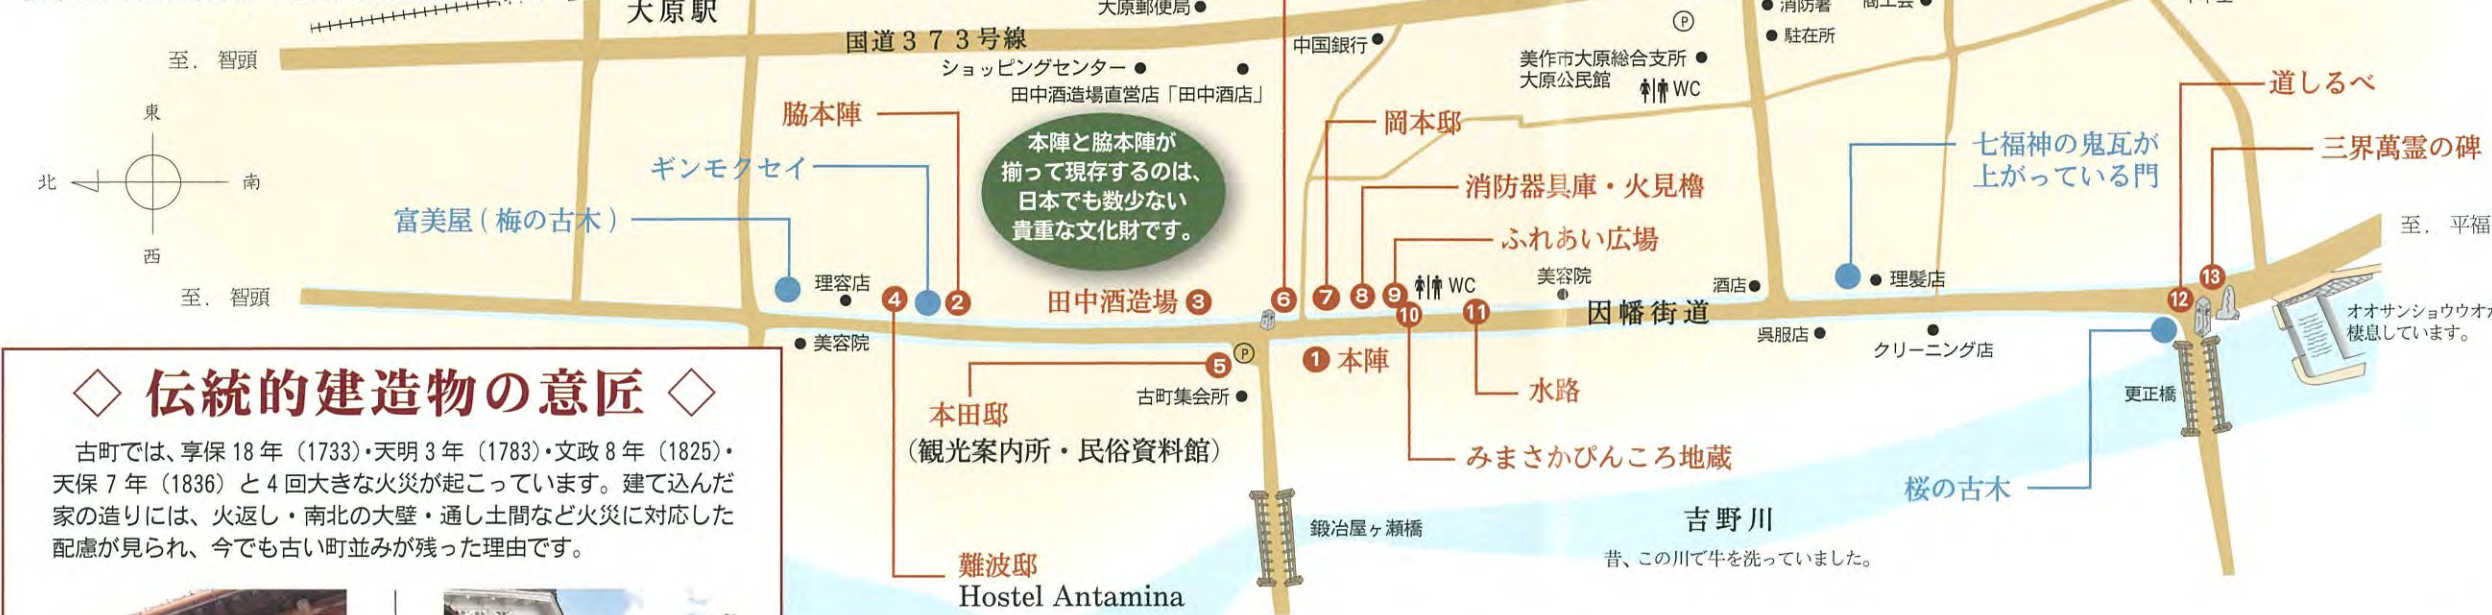 大原駅
大原郵便局
国道373号線
至．智頭
ショッピングセンター
田中酒造場直営店「田中酒店」
中国銀行
P
美作市大原総合支所
大原公民館
WC
消防署
商工会
駐在所
東
北
南
西
脇本陣
ギンモクセイ
富美屋（梅の古木）
本陣と脇本陣が
揃って現存するのは、
日本でも数少ない
貴重な文化財です。
岡本邸
消防器具庫・火見櫓
ふれあい広場
七福神の鬼瓦が
上がっている門
道しるべ
三界萬霊の碑
至．平福
至．智頭
理容店
4
2
田中酒造場 3
6
7
8
9
WC
10
11
美容院
因幡街道
酒店
理髪店
12
13
オオサンショウウオが
棲息しています。
美容院
5
P
1 本陣
呉服店
クリーニング店
更正橋
古町集会所
本田邸
（観光案内所・民俗資料館）
水路
みまさかぴんころ地蔵
桜の古木
鍛冶屋ヶ瀬橋
吉野川
昔、この川で牛を洗っていました。
難波邸
Hostel Antamina
◇ 伝統的建造物の意匠 ◇
古町では、享保18年（1733）・天明3年（1783）・文政8年（1825）・
天保7年（1836）と4回大きな火災が起こっています。建て込んだ
家の造りには、火返し・南北の大壁・通し土間など火災に対応した
配慮が見られ、今でも古い町並みが残った理由です。